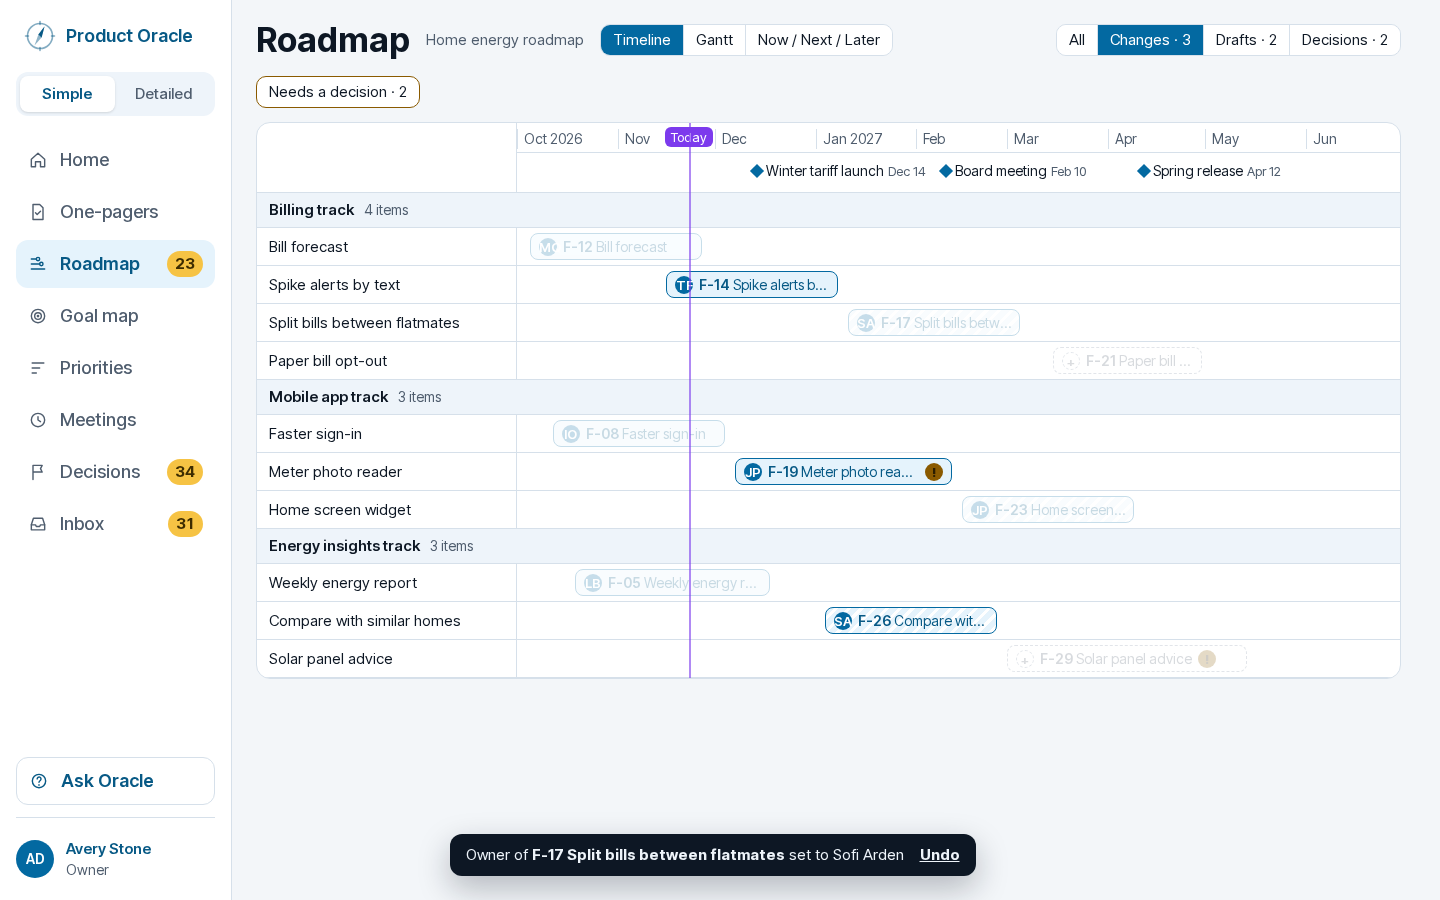 Product Oracle
Simple
Detailed
Home
One-pagers
Roadmap 23
Goal map
Priorities
Meetings
Decisions 34
Inbox 31
Ask Oracle
AD
Avery Stone
Owner
Roadmap
Home energy roadmap
Timeline
Gantt
Now / Next / Later
All
Changes · 3
Drafts · 2
Decisions · 2
Needs a decision · 2
Oct 2026
Nov
Today
Dec
Jan 2027
Feb
Mar
Apr
May
Jun
Winter tariff launch Dec 14
Board meeting Feb 10
Spring release Apr 12
Billing track 4 items
Bill forecast
F-12 Bill forecast
Spike alerts by text
F-14 Spike alerts b...
Split bills between flatmates
SA F-17 Split bills betw...
Paper bill opt-out
+ F-21 Paper bill ...
Mobile app track 3 items
Faster sign-in
IO F-08 Faster sign-in
Meter photo reader
JP F-19 Meter photo rea... !
Home screen widget
JP F-23 Home screen...
Energy insights track 3 items
Weekly energy report
LB F-05 Weekly energy r...
Compare with similar homes
SA F-26 Compare wit...
Solar panel advice
+ F-29 Solar panel advice !
Owner of F-17 Split bills between flatmates set to Sofi Arden Undo